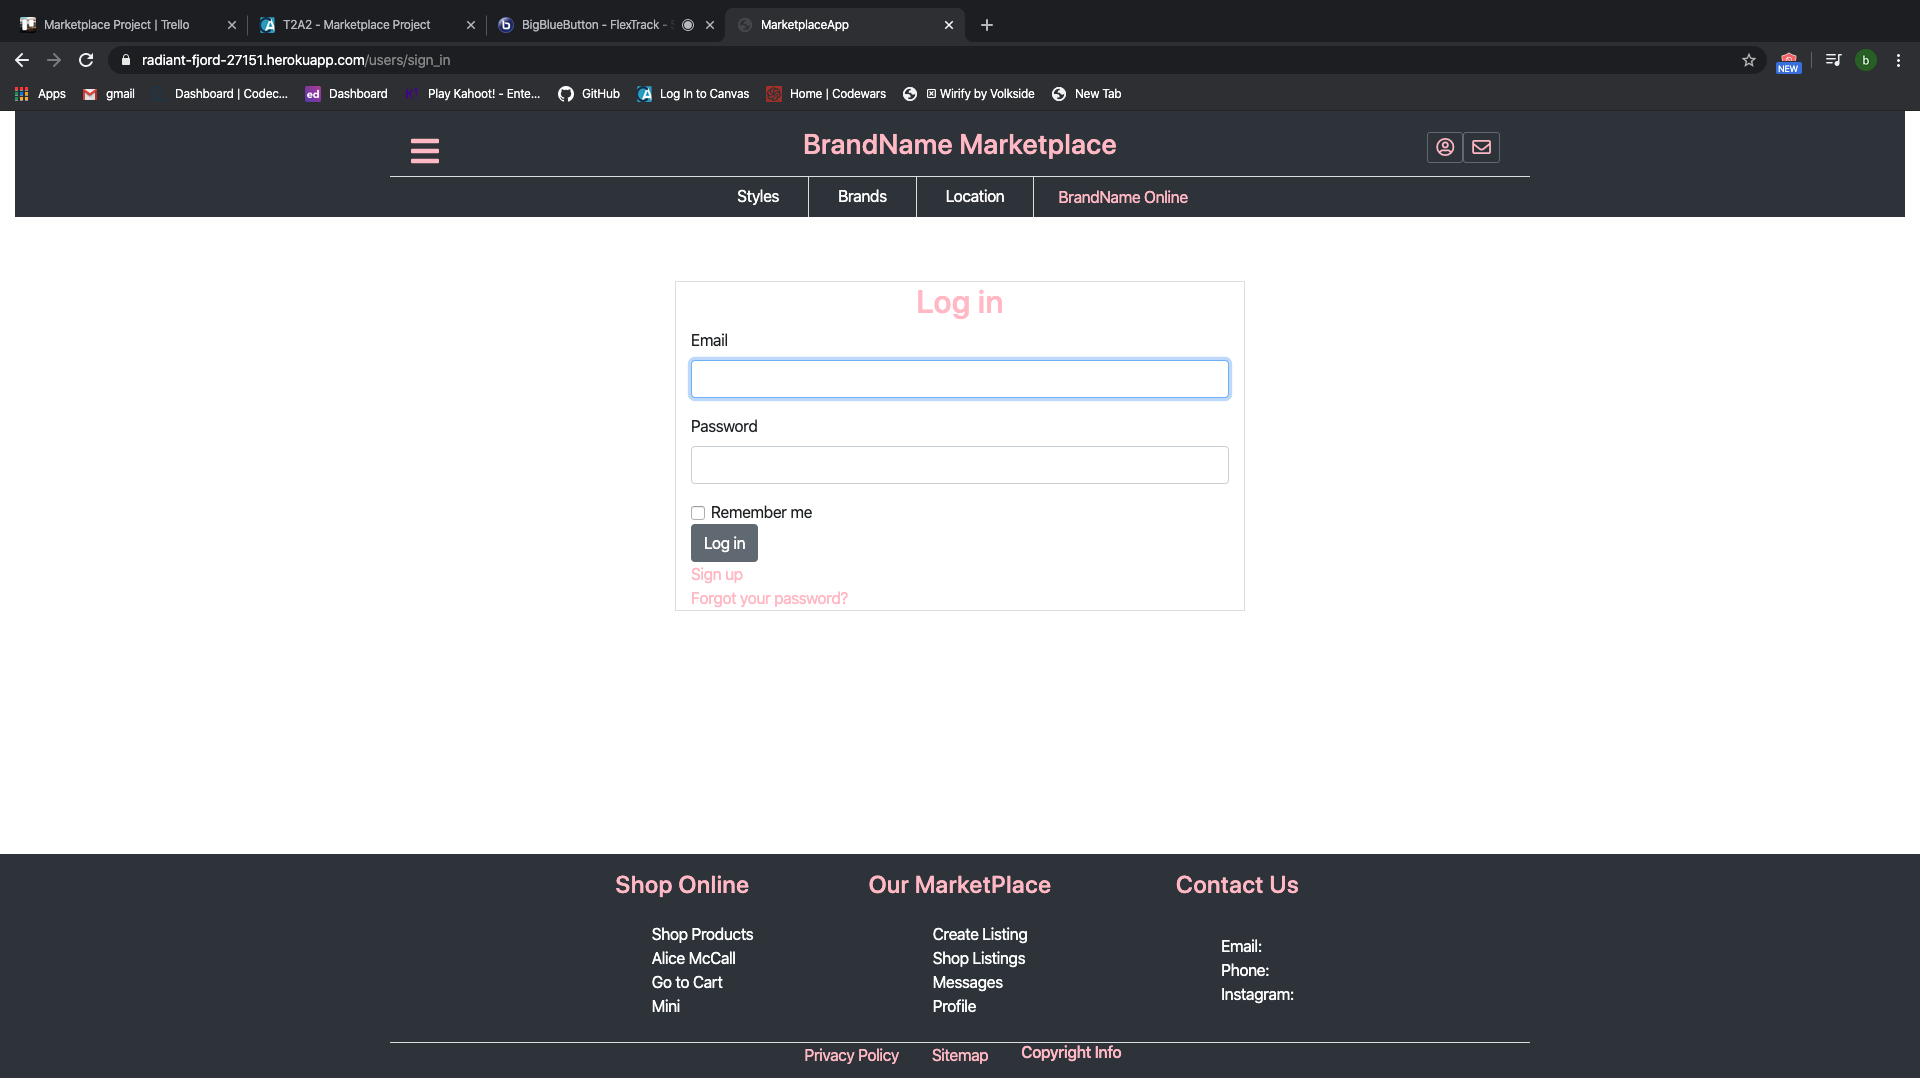 Marketplace Project | Trello
T2A2 - Marketplace Project
BigBlueButton - FlexTrack -
MarketplaceApp
radiant-fjord-27151.herokuapp.com/users/sign_in
NEW
b
Apps
gmail
Dashboard | Codec...
ed
Dashboard
K!
Play Kahoot! - Ente...
GitHub
Log In to Canvas
Home | Codewars
Wirify by Volkside
New Tab
BrandName Marketplace
Styles
Brands
Location
BrandName Online
Log in
Email
Password
Remember me
Log in
Sign up
Forgot your password?
Shop Online
Shop Products
Alice McCall
Go to Cart
Mini
Our MarketPlace
Create Listing
Shop Listings
Messages
Profile
Contact Us
Email:
Phone:
Instagram:
Privacy Policy
Sitemap
Copyright Info